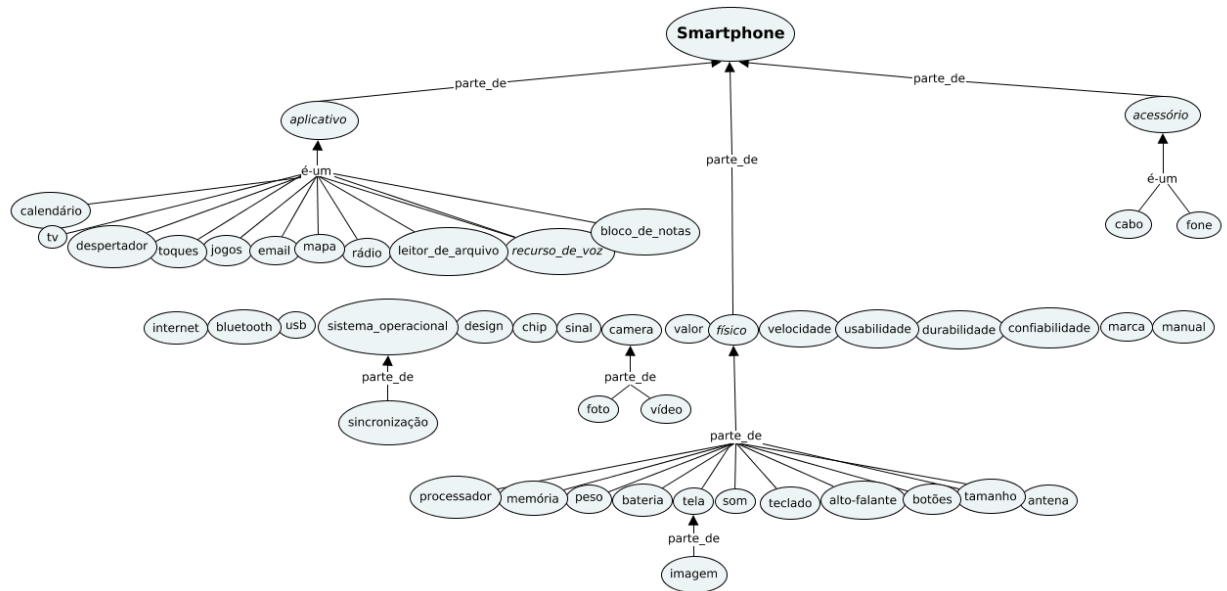 Smartphone
parte_de
parte_de
aplicativo
acessório
parte_de
é-um
é-um
calendário
tv
despertador
toques
jogos
email
mapa
rádio
leitor_de_arquivo
recurso_de_voz
bloco_de_notas
cabo
fone
internet
bluetooth
usb
sistema_operacional
design
chip
sinal
camera
valor
físico
velocidade
usabilidade
durabilidade
confiabilidade
marca
manual
parte_de
parte_de
sincronização
foto
vídeo
parte_de
processador
memória
peso
bateria
tela
som
teclado
alto-falante
botões
tamanho
antena
parte_de
imagem